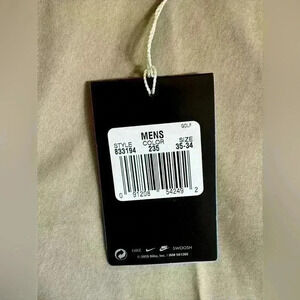 GOLF
MENS
STYLE COLOR SIZE
833194 235 35-34
0 91208 54249 2
NIKE SWOOSH